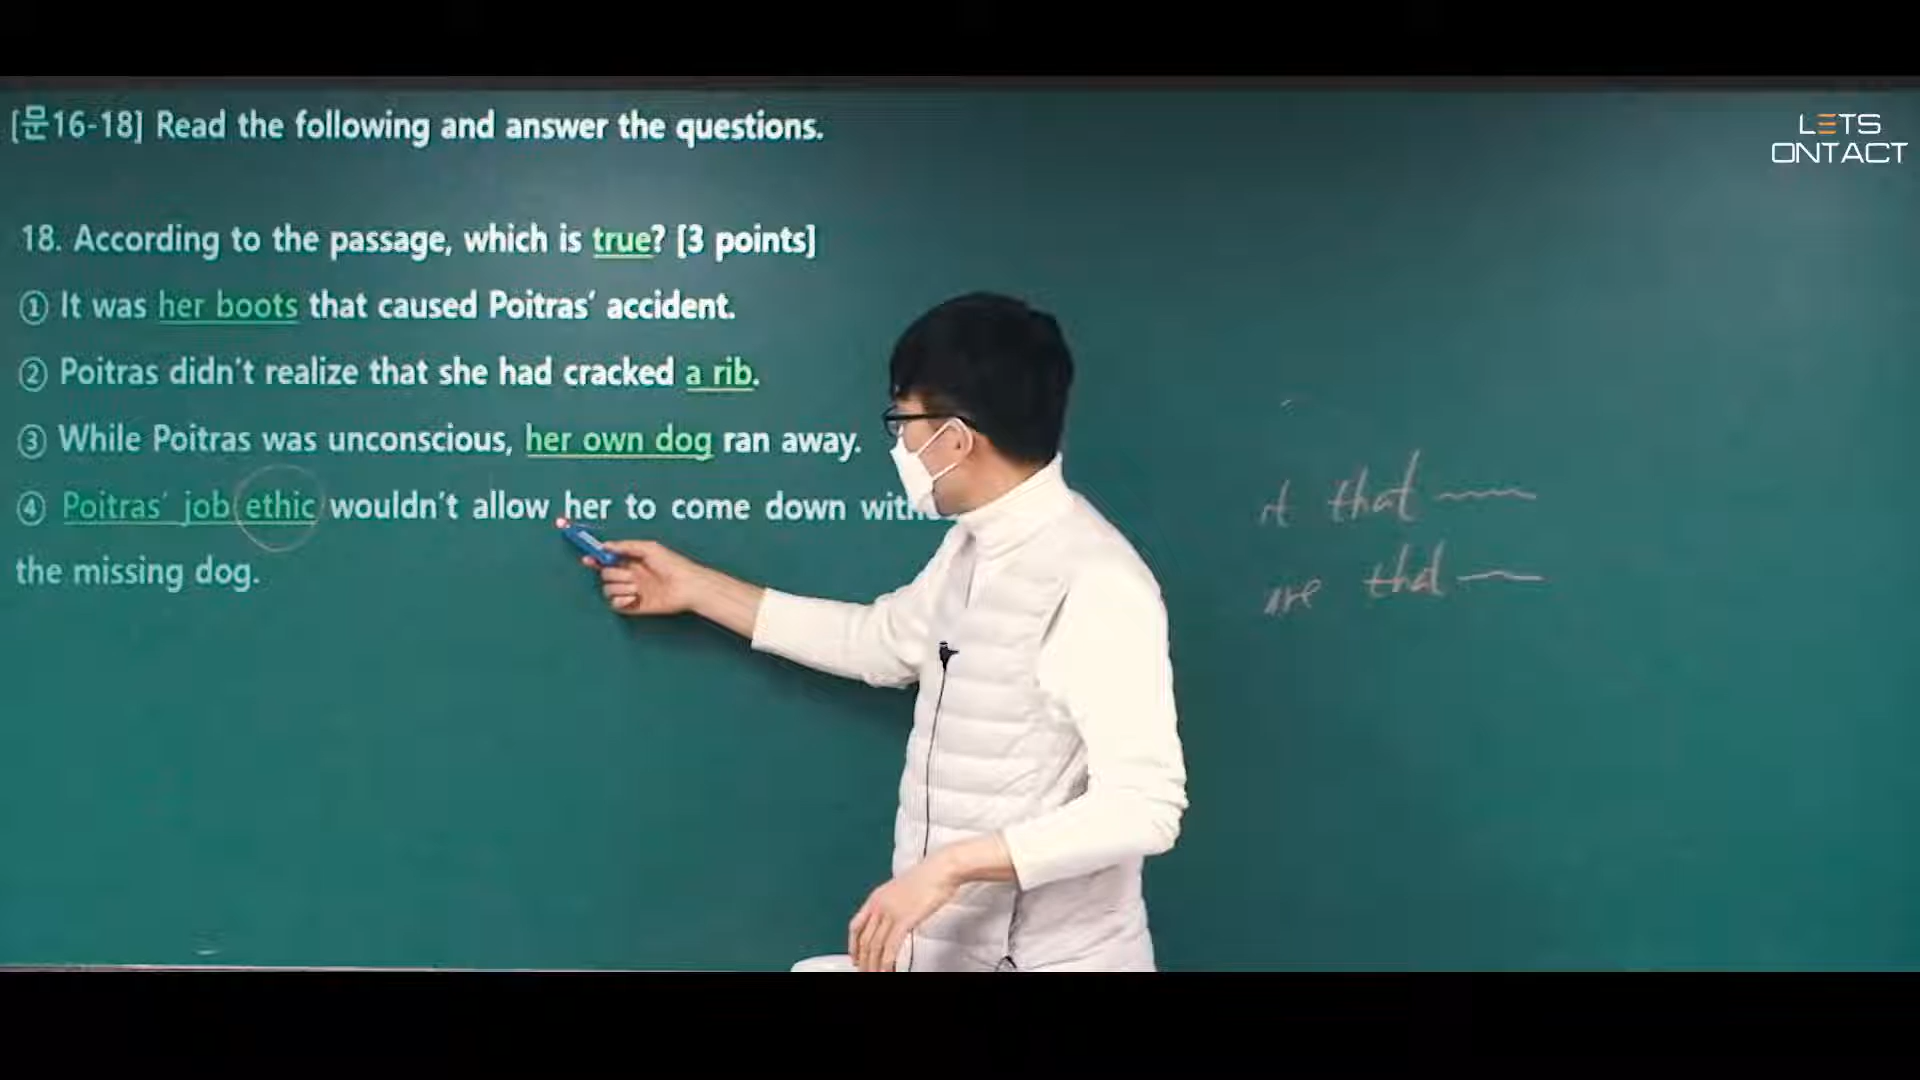 [문16-18] Read the following and answer the questions.
LETS
ONTACT
18. According to the passage, which is true? [3 points]
① It was her boots that caused Poitras’ accident.
② Poitras didn’t realize that she had cracked a rib.
③ While Poitras was unconscious, her own dog ran away.
④ Poitras’ job ethic wouldn’t allow her to come down
the missing dog.
that
that